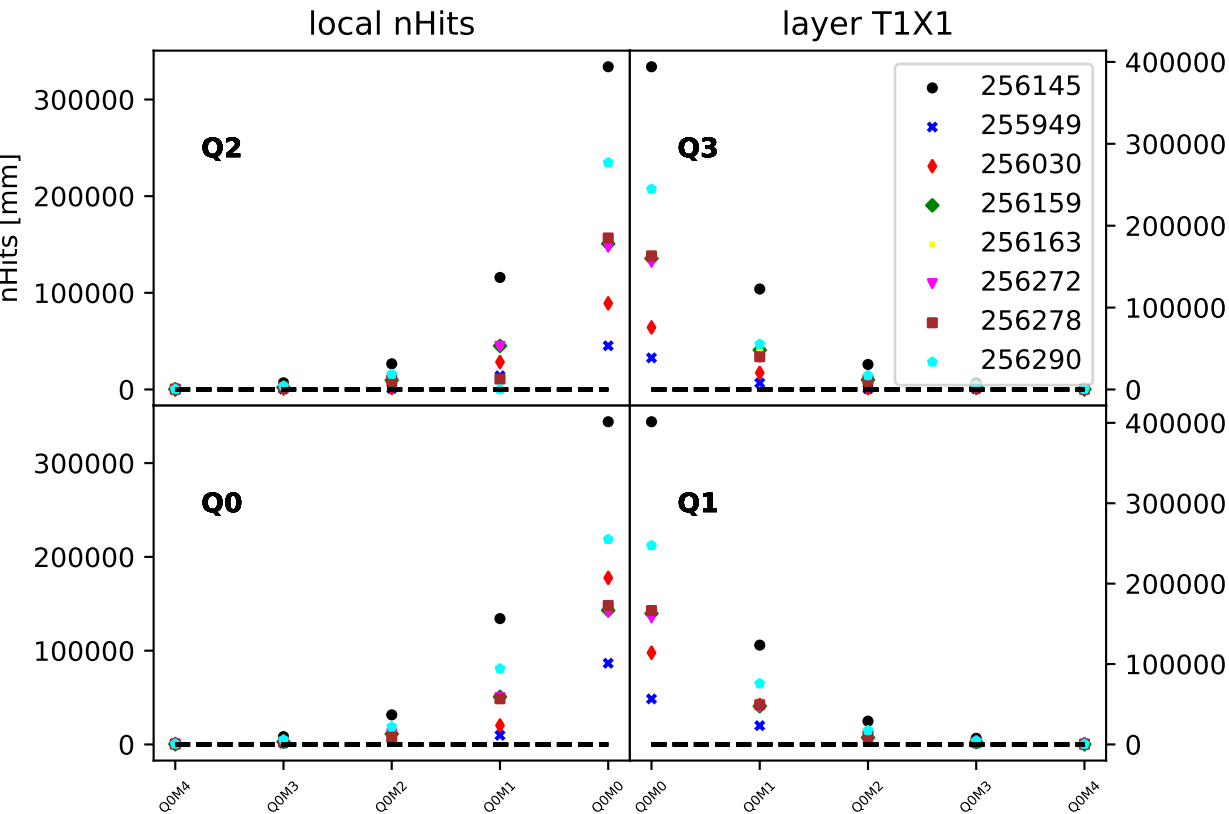 local nHits
layer T1X1
nHits [mm]
300000
200000
100000
0
Q2
Q3
256145
255949
256030
256159
256163
256272
256278
256290
400000
300000
200000
100000
0
300000
200000
100000
0
Q0
Q1
400000
300000
200000
100000
0
Q0M4
Q0M3
Q0M2
Q0M1
Q0M0
Q0M0
Q0M1
Q0M2
Q0M3
Q0M4